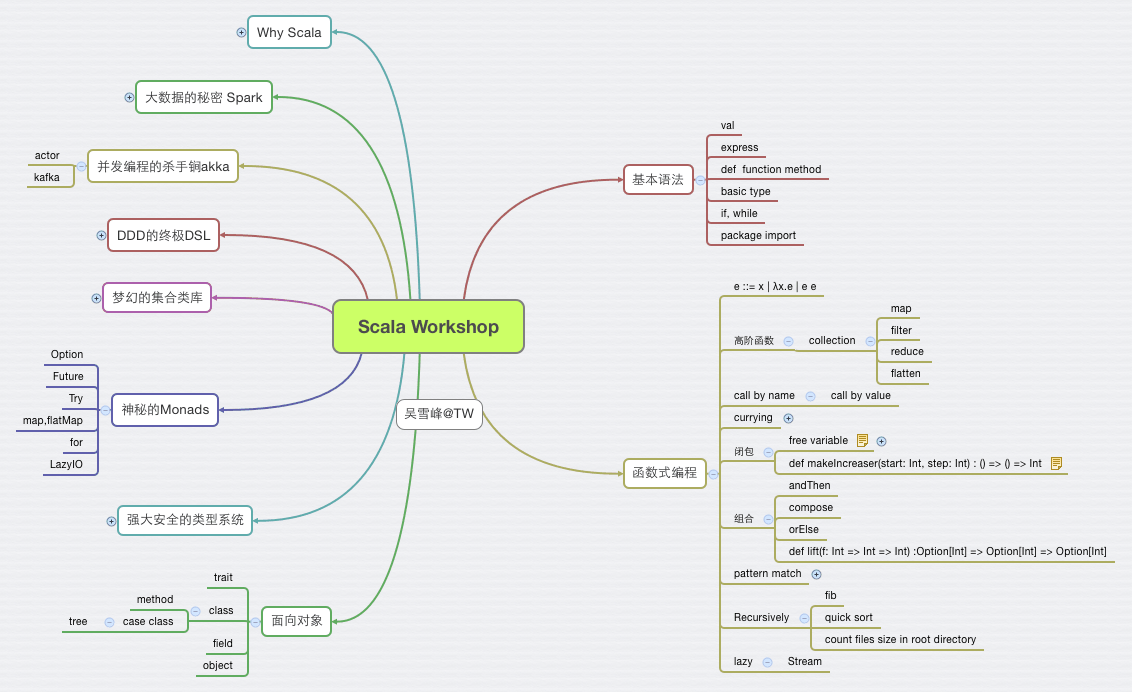 Scala Workshop
吴雪峰@TW
基本语法
val
express
def function method
basic type
if, while
package import
函数式编程
e ::= x | λx.e | e e
高阶函数
collection
map
filter
reduce
flatten
call by name
call by value
currying
闭包
free variable
def makeIncreaser(start: Int, step: Int) : () => () => Int
组合
andThen
compose
orElse
def lift(f: Int => Int => Int) :Option[Int] => Option[Int] => Option[Int]
pattern match
Recursively
fib
quick sort
count files size in root directory
lazy
Stream
Why Scala
大数据的秘密 Spark
并发编程的杀手锏akka
actor
kafka
DDD的终极DSL
梦幻的集合类库
神秘的Monads
Option
Future
Try
map,flatMap
for
LazyIO
强大安全的类型系统
面向对象
trait
class
method
case class
tree
field
object